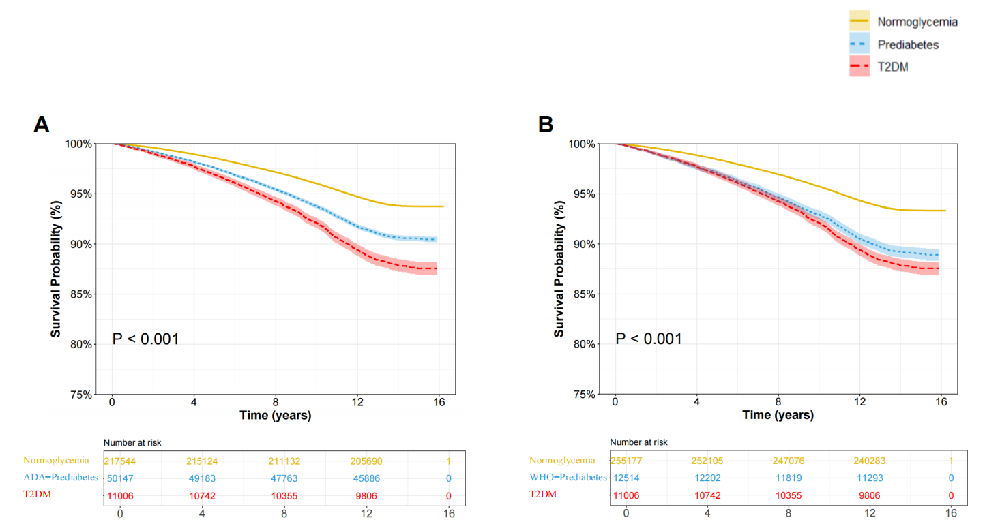 Normoglycemia
Prediabetes
T2DM
A
B
100%
95%
90%
85%
80%
75%
Survival Probability (%)
P < 0.001
0 4 8 12 16
Time (years)
100%
95%
90%
85%
80%
75%
Survival Probability (%)
P < 0.001
0 4 8 12 16
Time (years)
Number at risk
Normoglycemia 217544 215124 211132 205690 1
ADA−Prediabetes 50147 49183 47763 45886 0
T2DM 11006 10742 10355 9806 0
0 4 8 12 16
Number at risk
Normoglycemia 255177 252105 247076 240283 1
WHO−Prediabetes 12514 12202 11819 11293 0
T2DM 11006 10742 10355 9806 0
0 4 8 12 16